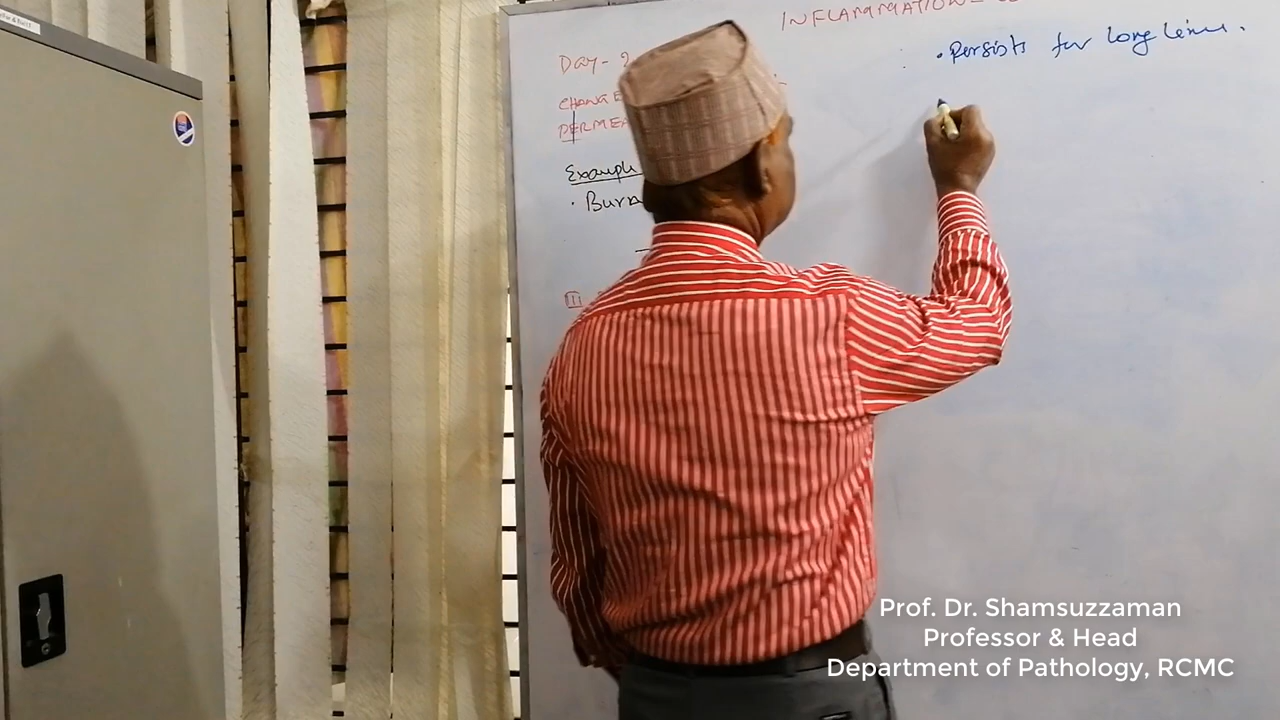 INFLAMMATION-
Day-2
• Persists for long time.
CHANGE
PERMEA
Example
• Burn
III
Prof. Dr. Shamsuzzaman
Professor & Head
Department of Pathology, RCMC